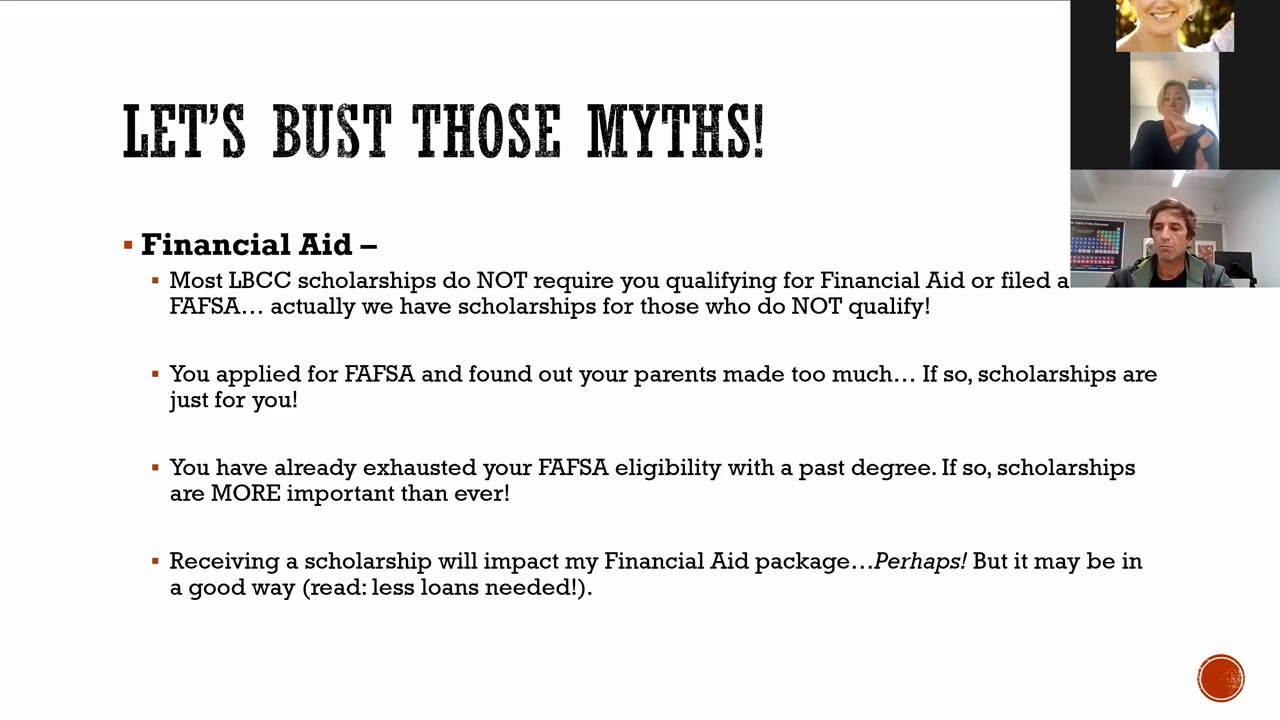 LET'S BUST THOSE MYTHS!
Financial Aid –
Most LBCC scholarships do NOT require you qualifying for Financial Aid or filed a
FAFSA… actually we have scholarships for those who do NOT qualify!
You applied for FAFSA and found out your parents made too much… If so, scholarships are
just for you!
You have already exhausted your FAFSA eligibility with a past degree. If so, scholarships
are MORE important than ever!
Receiving a scholarship will impact my Financial Aid package…Perhaps! But it may be in
a good way (read: less loans needed!).